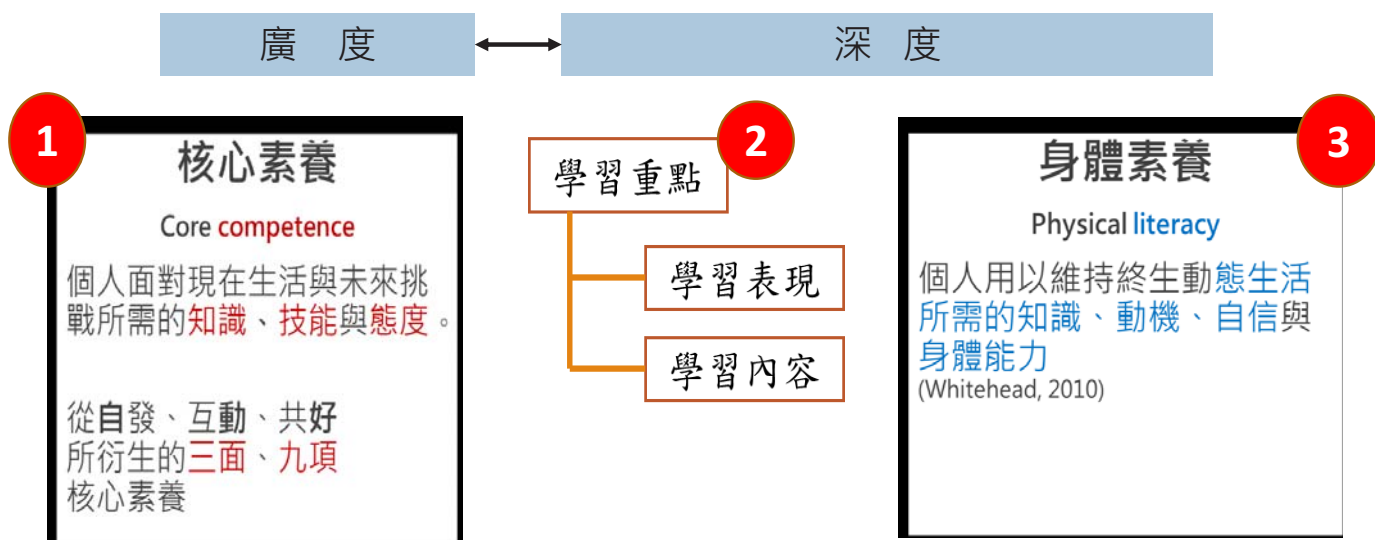 廣 度
深 度
1
核心素養
Core competence
個人面對現在生活與未來挑
戰所需的知識、技能與態度。
從自發、互動、共好
所衍生的三面、九項
核心素養
2
學習重點
學習表現
學習內容
3
身體素養
Physical literacy
個人用以維持終生動態生活
所需的知識、動機、自信與
身體能力
(Whitehead, 2010)